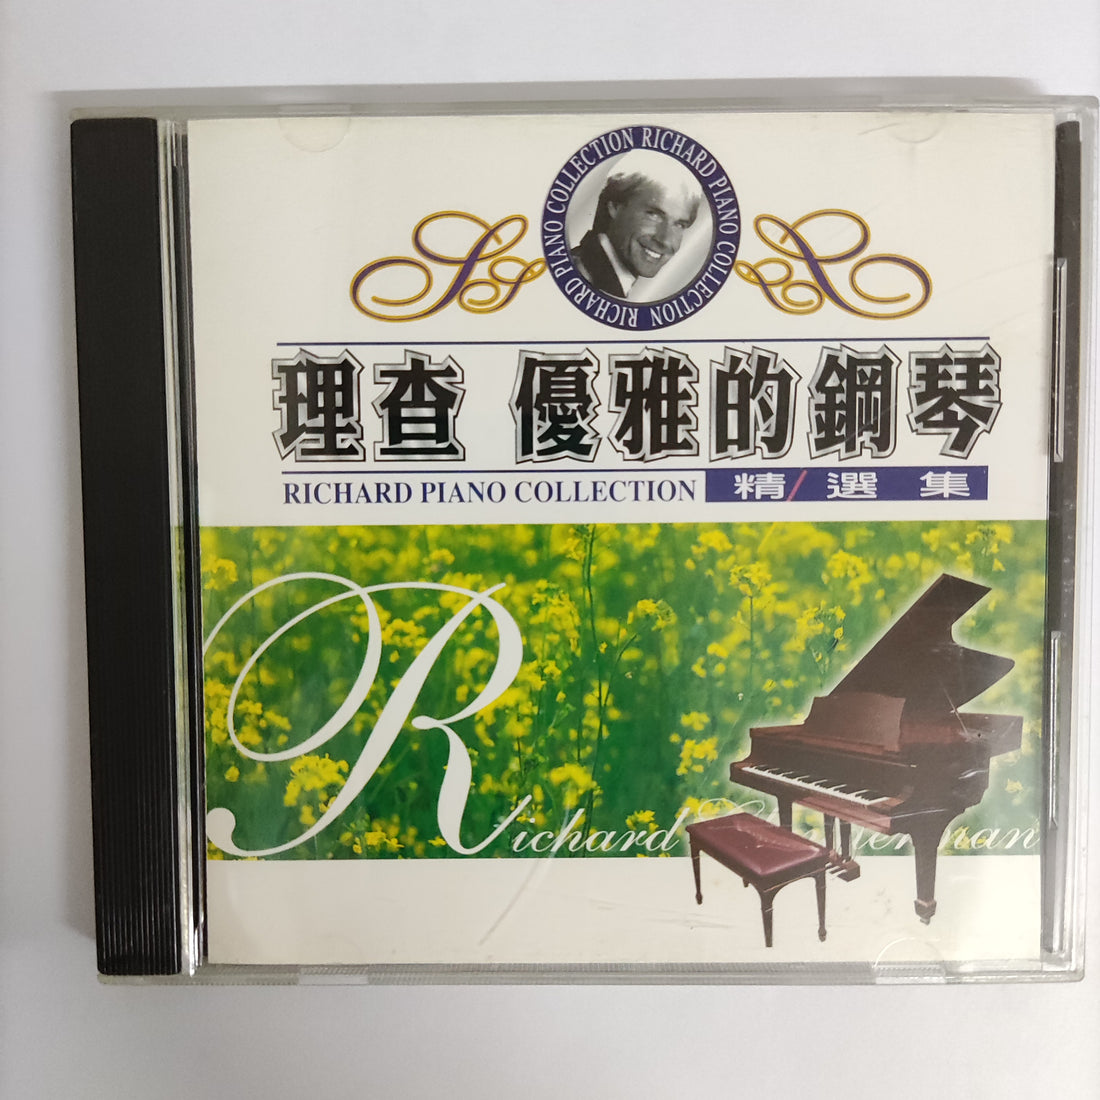 RICHARD PIANO COLLECTION RICHARD PIANO COLLECTION
理查 優雅的鋼琴
RICHARD PIANO COLLECTION 精/選集
Richard